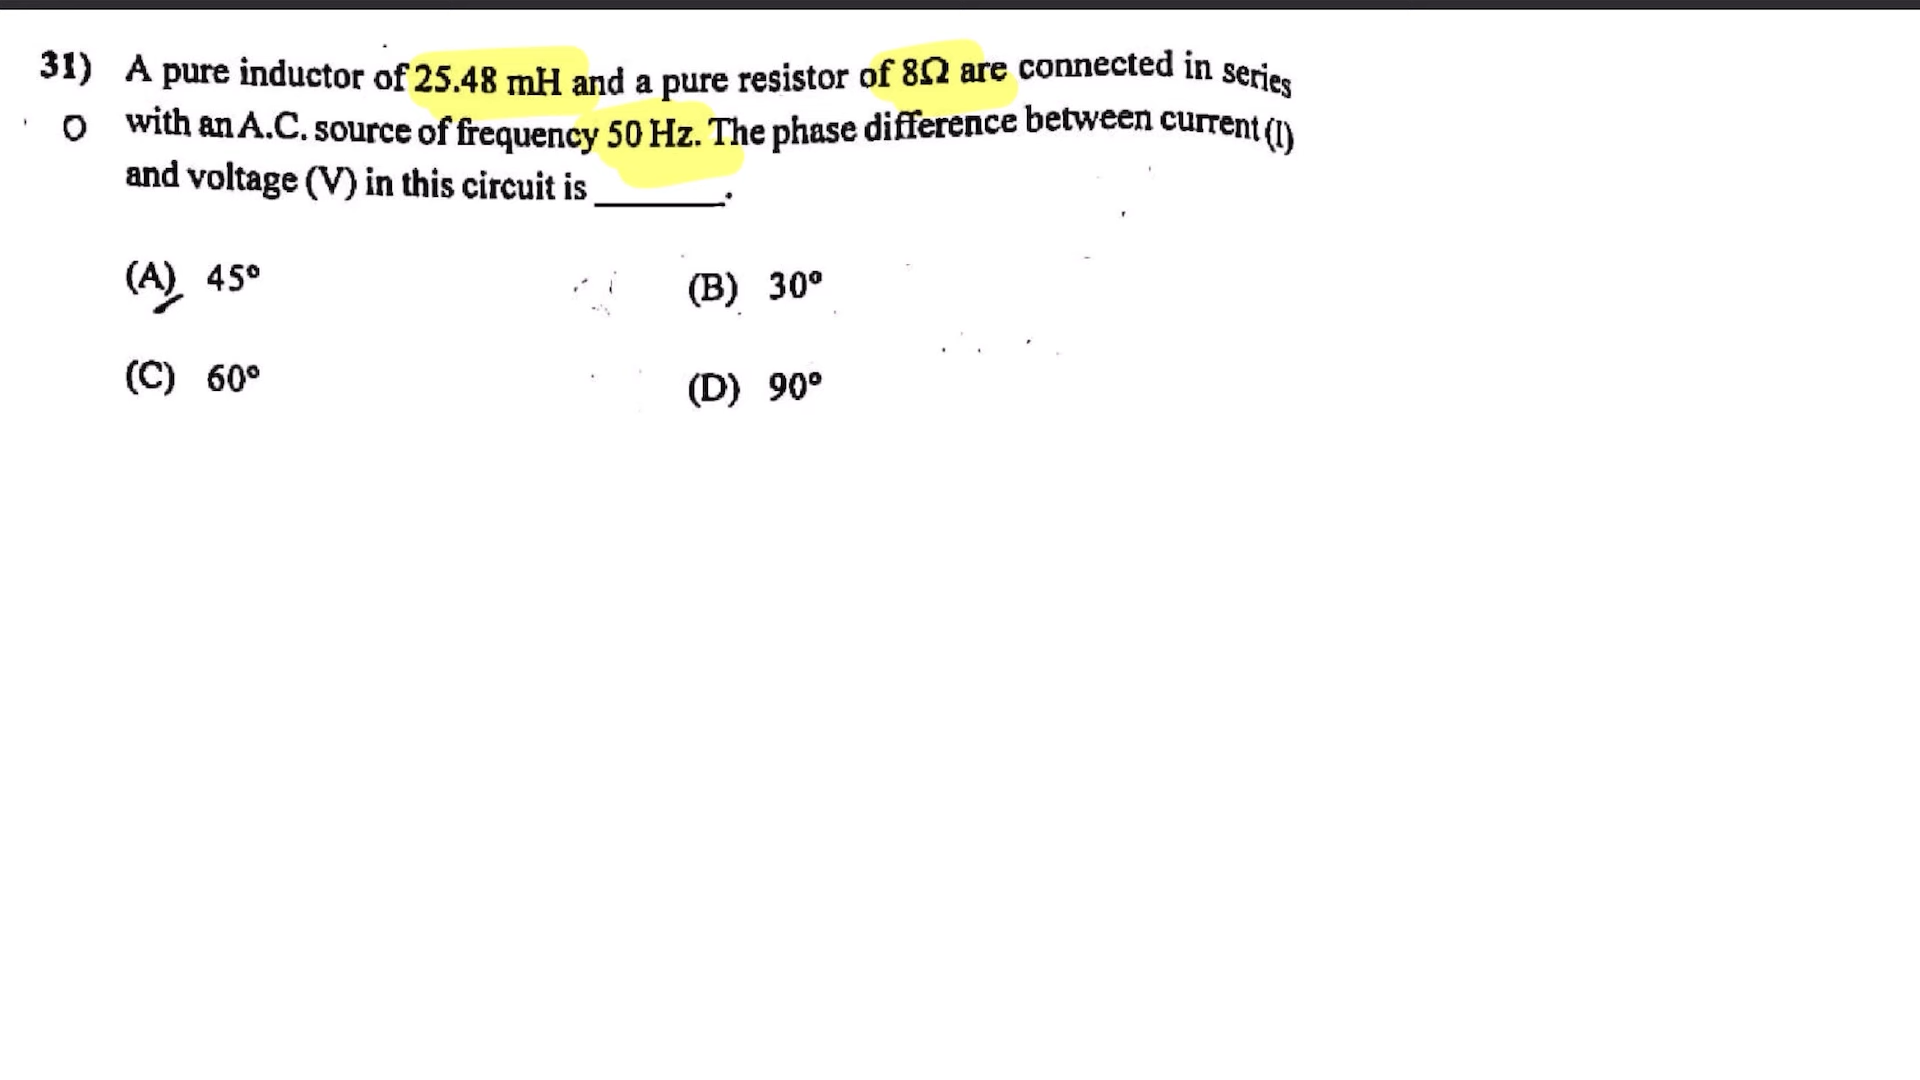 31) A pure inductor of 25.48 mH and a pure resistor of 8Ω are connected in series
O with an A.C. source of frequency 50 Hz. The phase difference between current (I)
and voltage (V) in this circuit is ______.
(A) 45° (B) 30°
(C) 60° (D) 90°